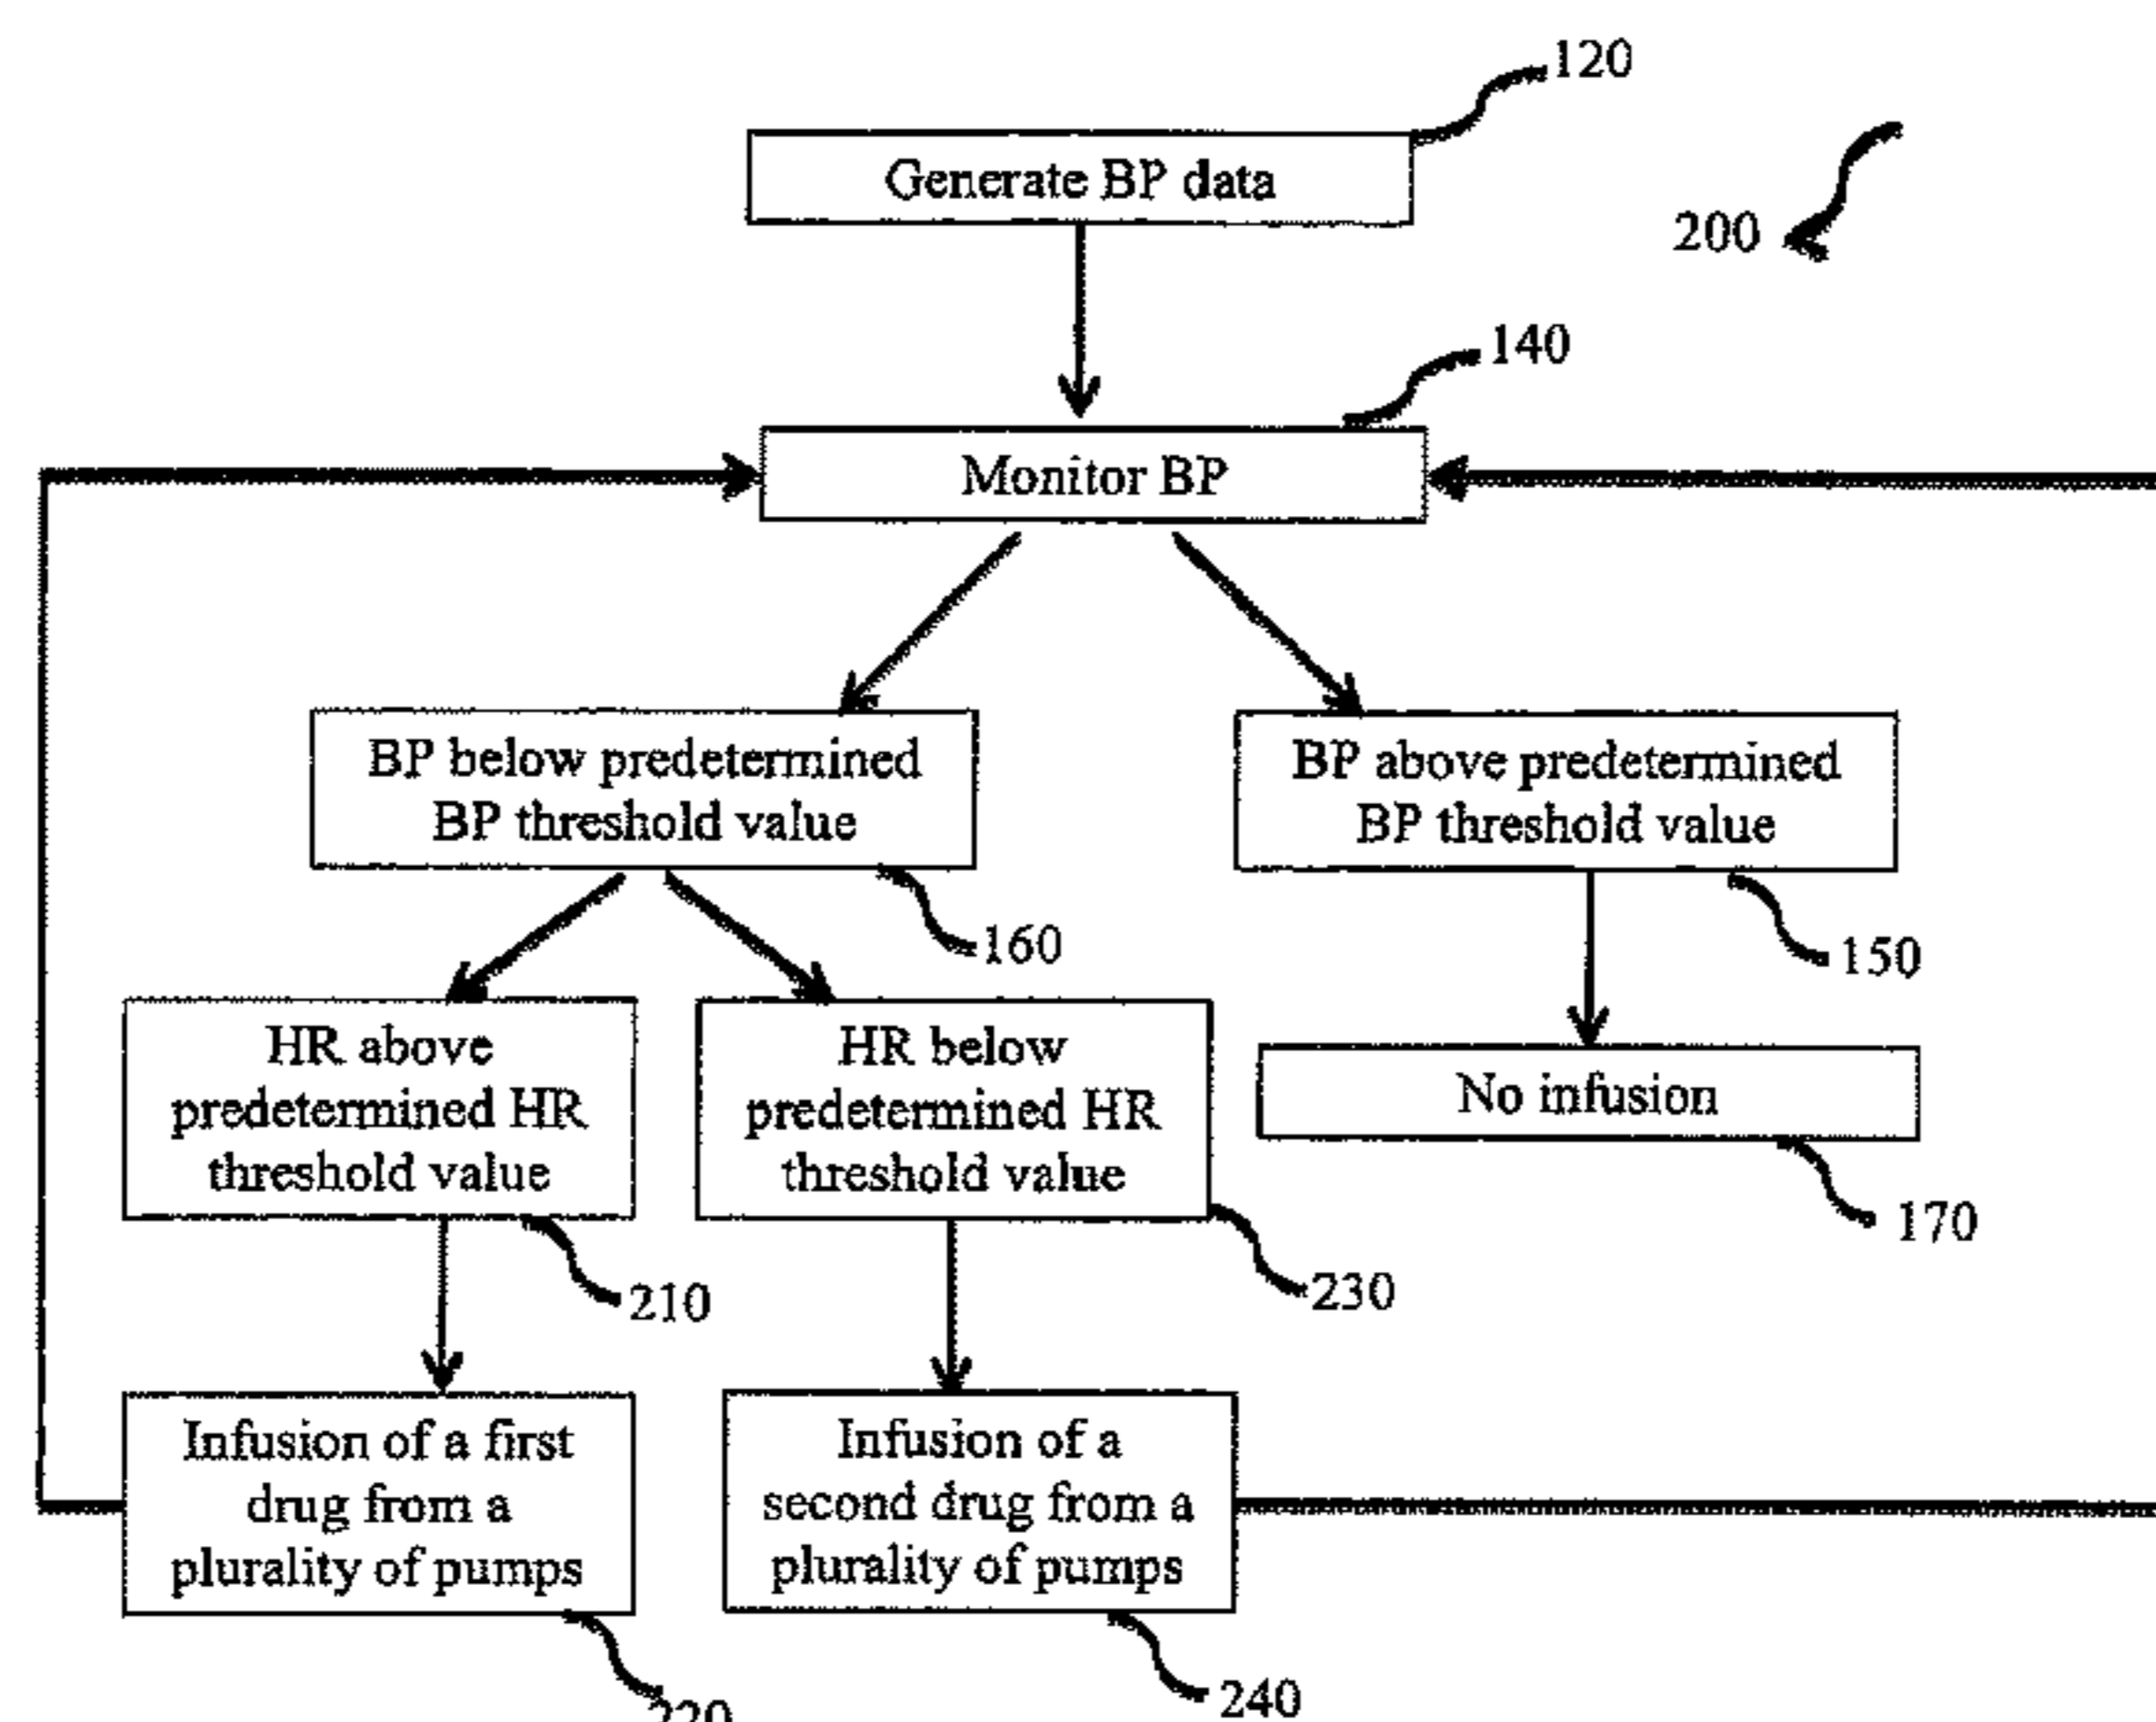 120
Generate BP data
200
140
Monitor BP
BP below predetermined
BP threshold value
BP above predetermined
BP threshold value
160
150
HR above
predetermined HR
threshold value
HR below
predetermined HR
threshold value
No infusion
170
210
230
Infusion of a first
drug from a
plurality of pumps
Infusion of a
second drug from a
plurality of pumps
220
240